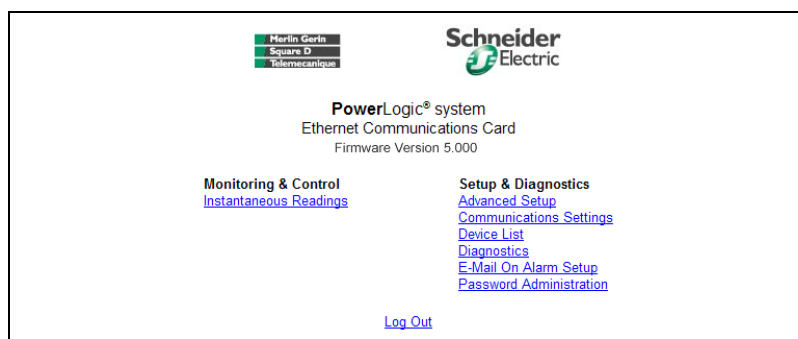 Merlin Gerin
Square D
Telemecanique
Schneider
Electric
PowerLogic® system
Ethernet Communications Card
Firmware Version 5.000
Monitoring & Control
Instantaneous Readings
Setup & Diagnostics
Advanced Setup
Communications Settings
Device List
Diagnostics
E-Mail On Alarm Setup
Password Administration
Log Out